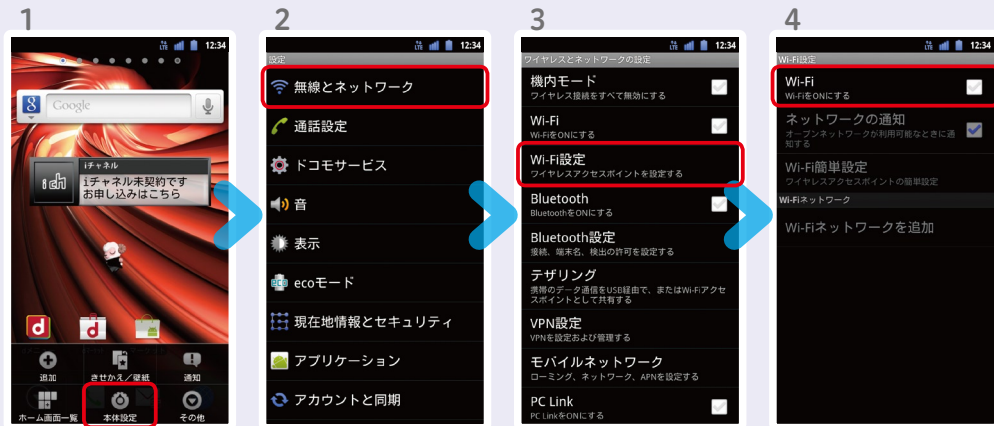 1
LTE 12:34
8 Google
iチャネル
iチャネル未契約です
お申し込みはこちら
ich
d d
追加 きせかえ/壁紙 通知
ホーム画面一覧 本体設定 その他
2
LTE 12:34
設定
無線とネットワーク
通話設定
ドコモサービス
音
表示
eco ecoモード
現在地情報とセキュリティ
アプリケーション
アカウントと同期
3
LTE 12:34
ワイヤレスとネットワークの設定
機内モード
ワイヤレス接続をすべて無効にする
Wi-Fi
Wi-FiをONにする
Wi-Fi設定
ワイヤレスアクセスポイントを設定する
Bluetooth
BluetoothをONにする
Bluetooth設定
接続、端末名、検出の許可を設定する
テザリング
携帯のデータ通信をUSB経由で、またはWi-Fiアクセ
スポイントとして共有する
VPN設定
VPNを設定および管理する
モバイルネットワーク
ローミング、ネットワーク、APNを設定する
PC Link
PC LinkをONにする
4
LTE 12:34
Wi-Fi設定
Wi-Fi
Wi-FiをONにする
ネットワークの通知
オープンネットワークが利用可能なときに通
知する
Wi-Fi簡単設定
ワイヤレスアクセスポイントの簡単設定
Wi-Fiネットワーク
Wi-Fiネットワークを追加